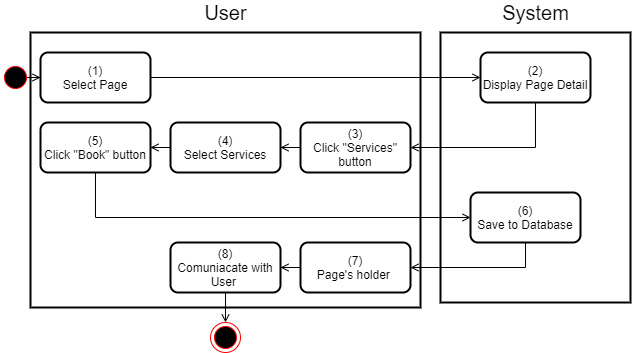 User
System
(1)
Select Page
(2)
Display Page Detail
(3)
Click "Services"
button
(4)
Select Services
(5)
Click "Book" button
(6)
Save to Database
(7)
Page's holder
(8)
Comuniacate with
User